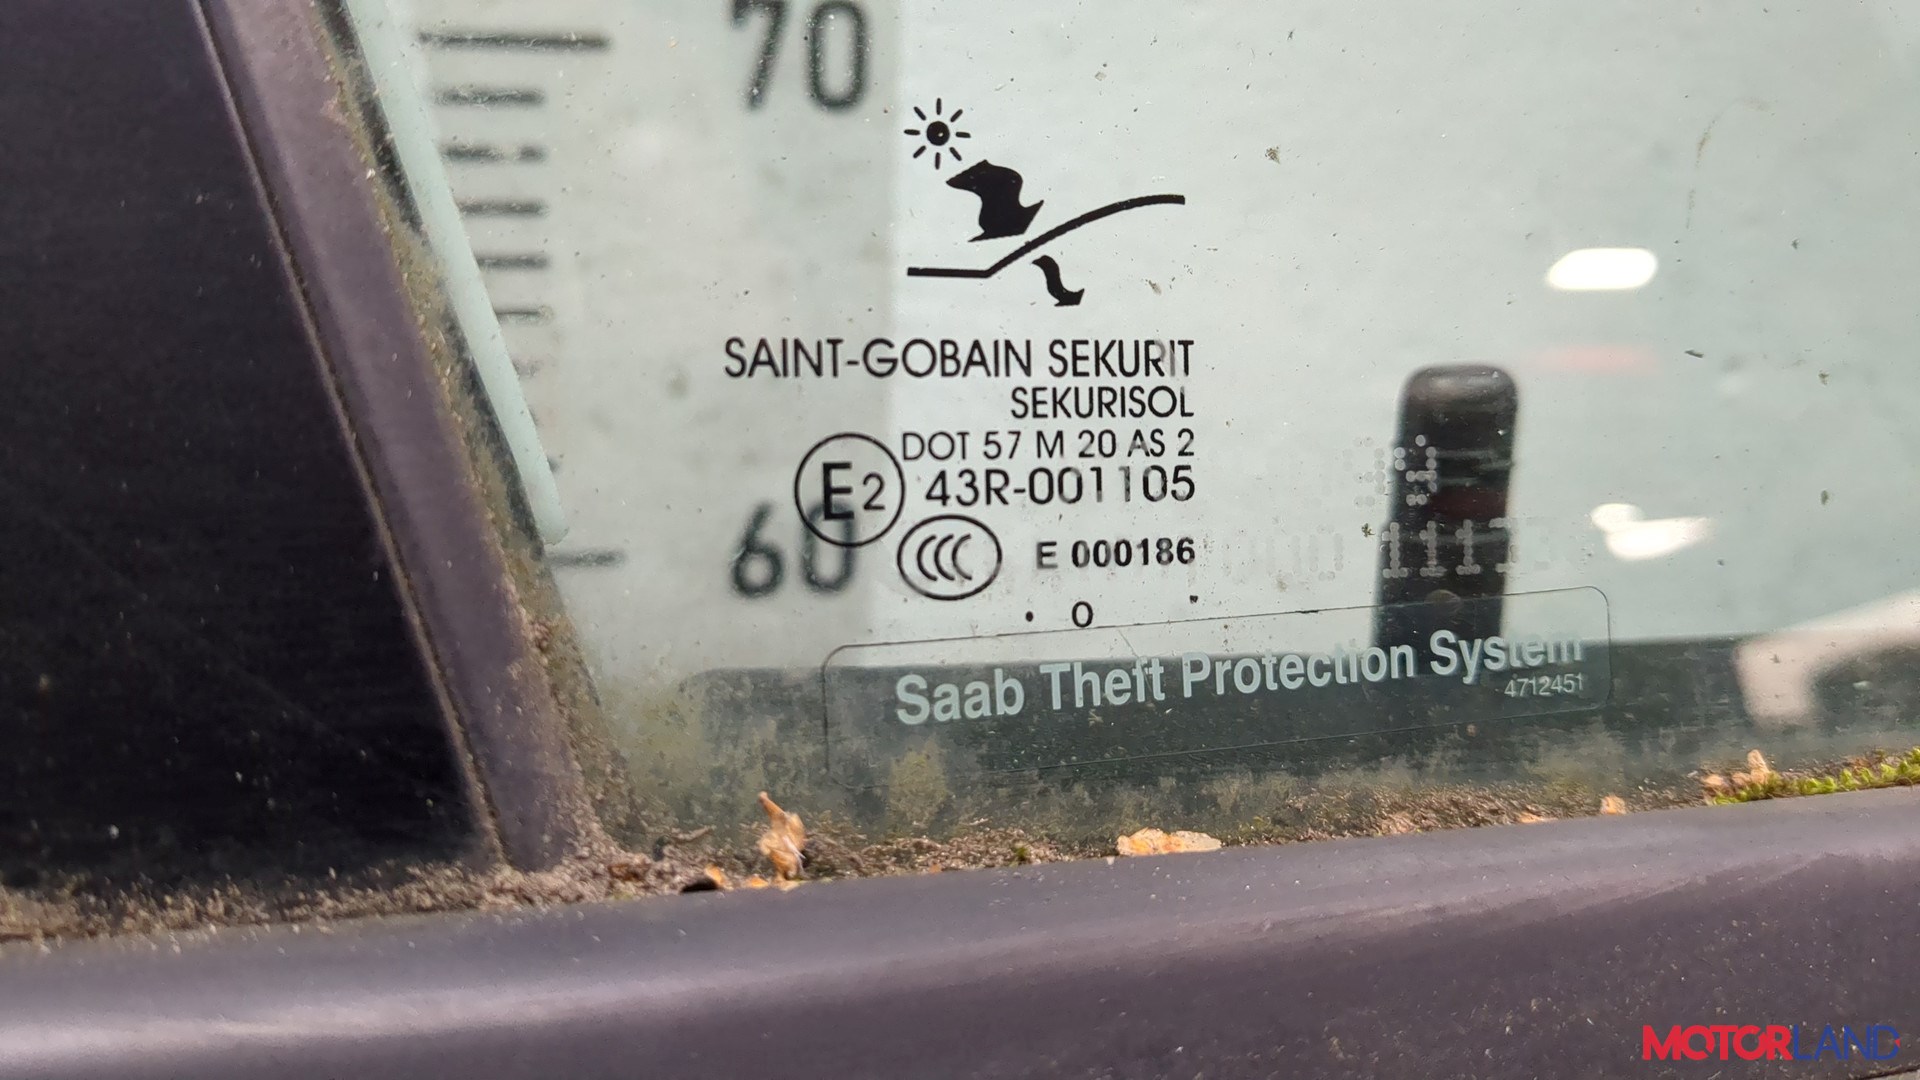 70
SAINT-GOBAIN SEKURIT
SEKURISOL
DOT 57 M 20 AS 2
E2 43R-001105
CCC E 000186
. 0 .
60
Saab Theft Protection System
4712451
MOTORLAND